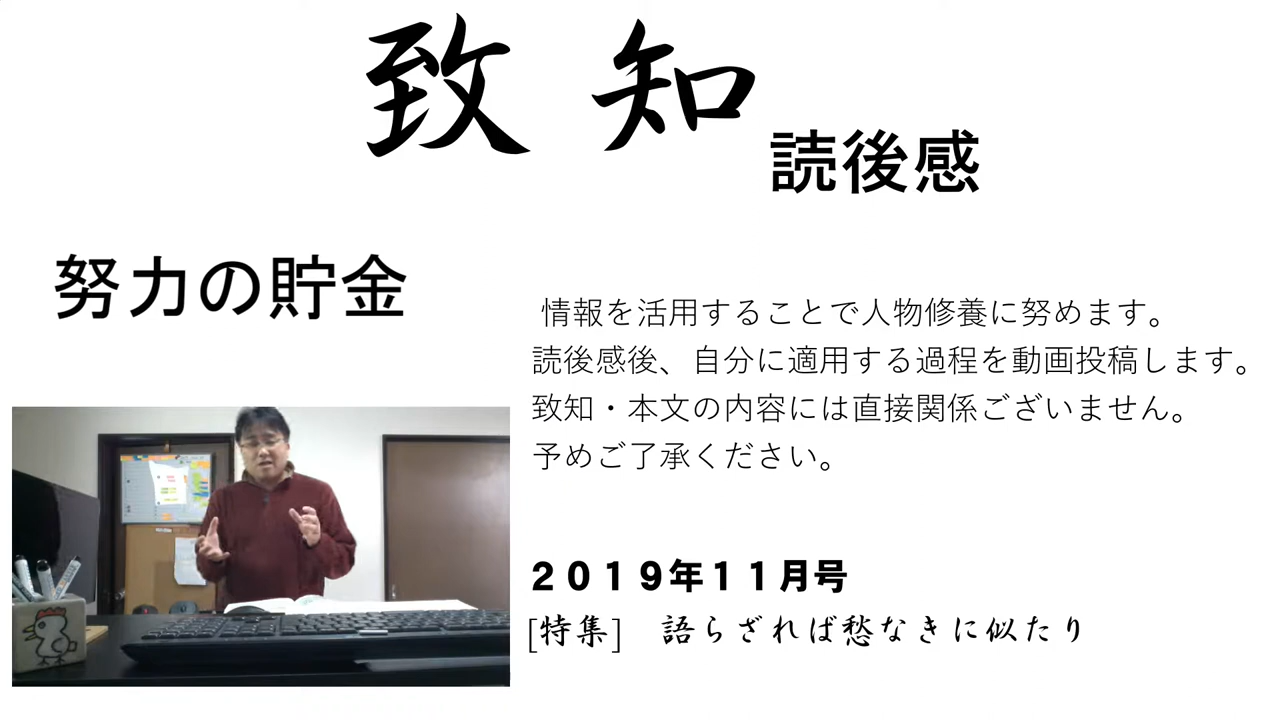 致知
読後感
努力の貯金
情報を活用することで人物修養に努めます。
読後感後、自分に適用する過程を動画投稿します。
致知・本文の内容には直接関係ございません。
予めご了承ください。
２０１９年１１月号
[特集]　語らざれば愁なきに似たり